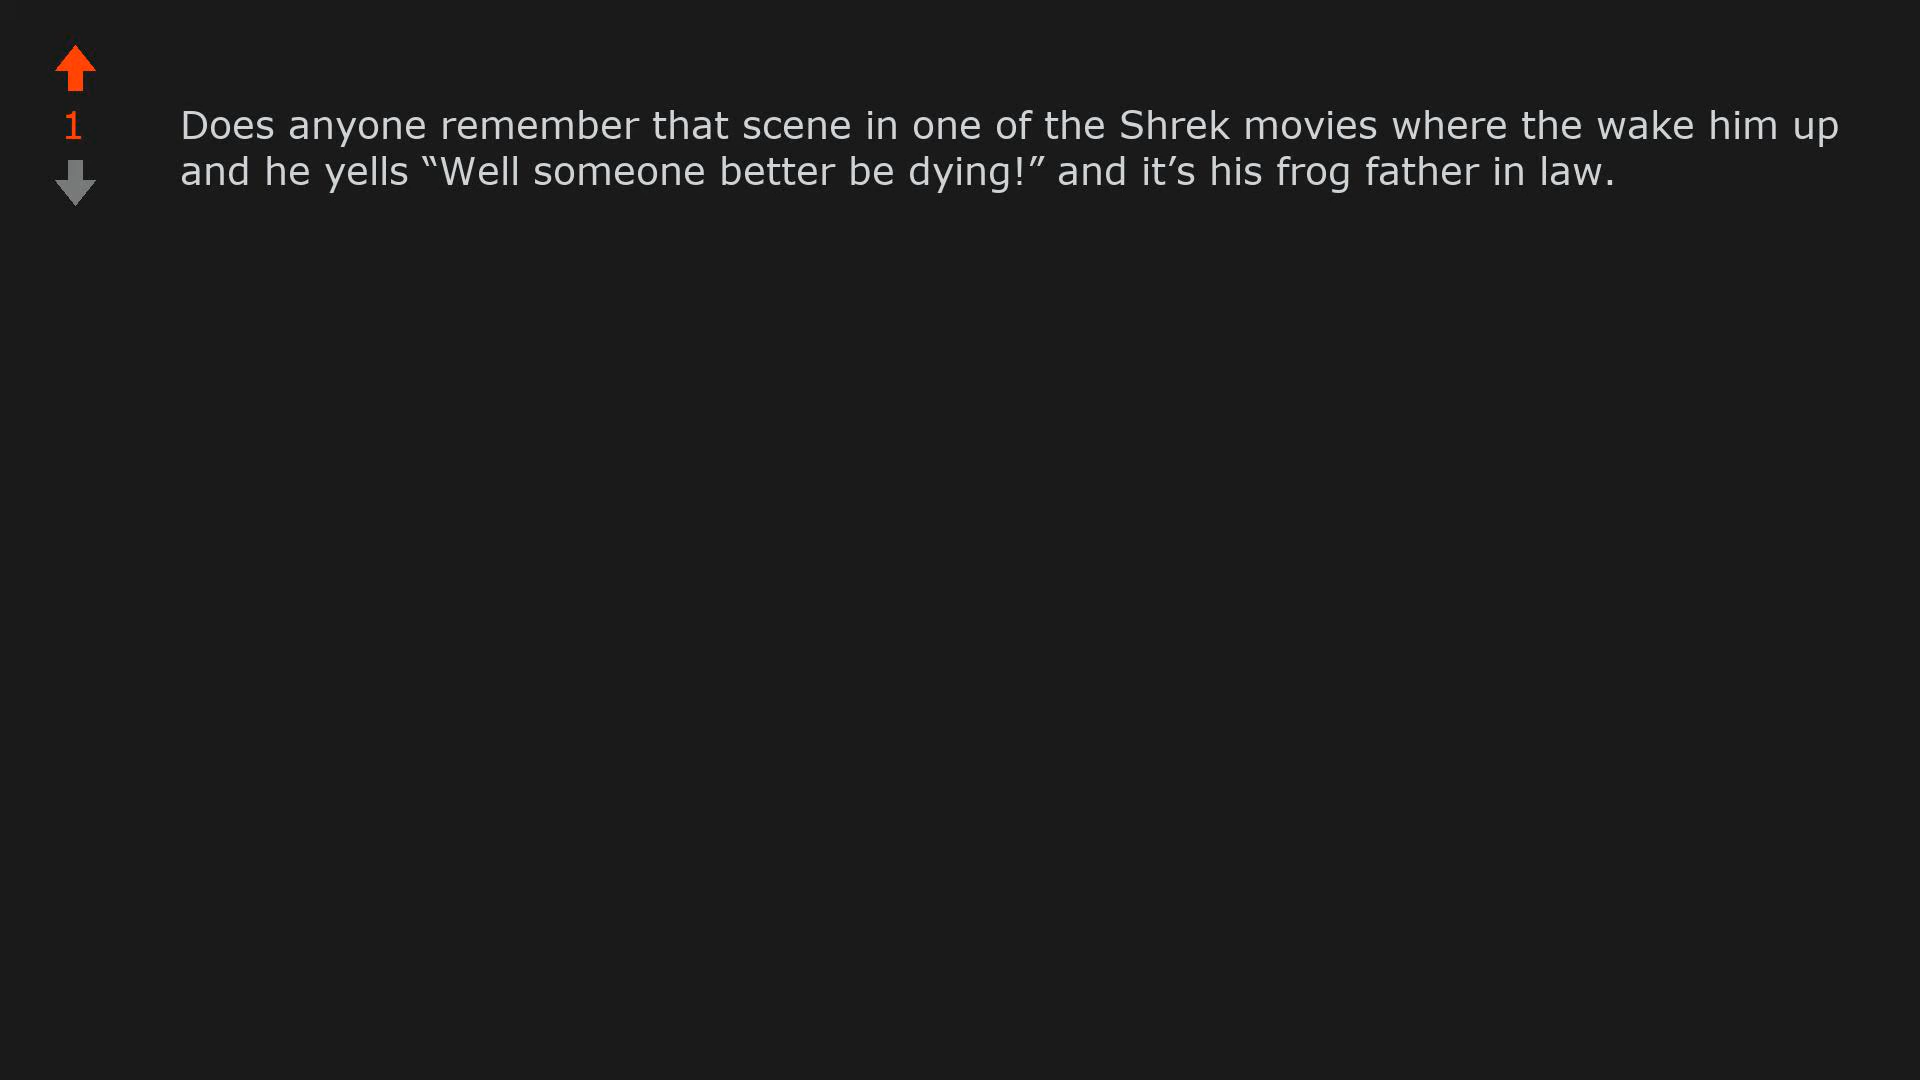 1
Does anyone remember that scene in one of the Shrek movies where the wake him up
and he yells “Well someone better be dying!” and it’s his frog father in law.